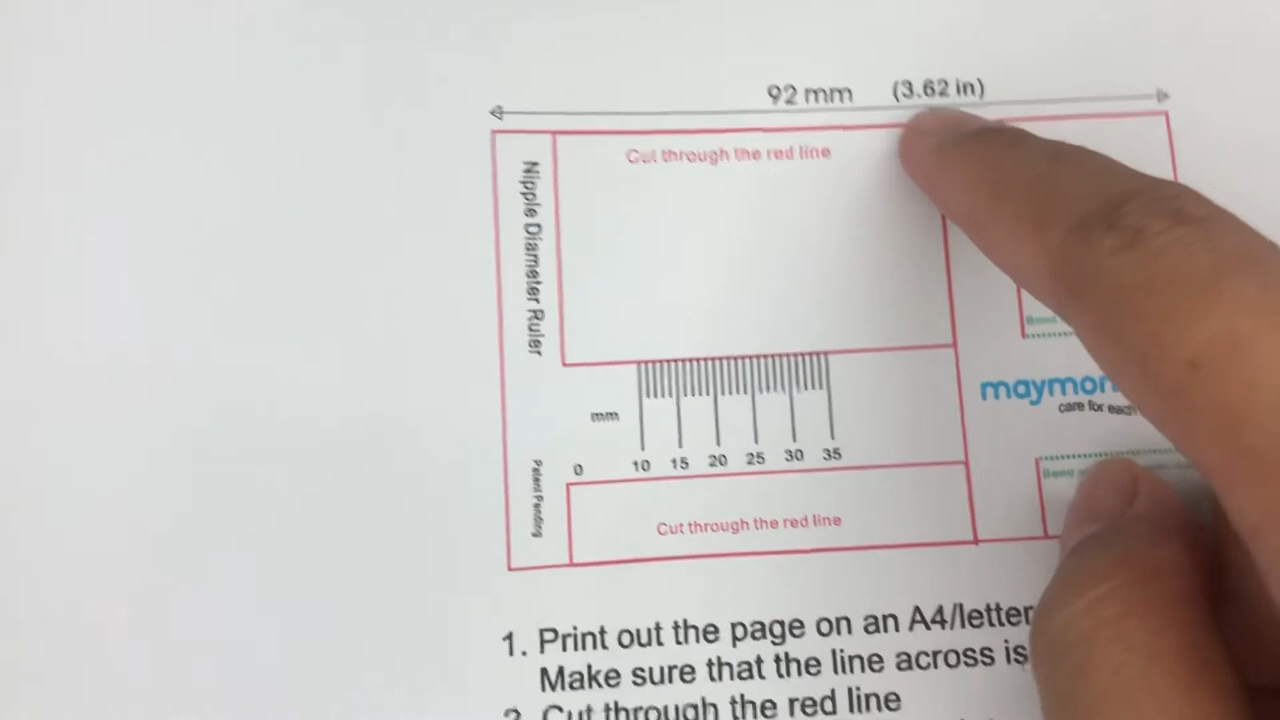 92 mm (3.62 in)
Cut through the red line
Nipple Diameter Ruler
mm
0 10 15 20 25 30 35
Patent Pending
Cut through the red line
care for each
Bend
1. Print out the page on an A4/letter
Make sure that the line across is
2. Cut through the red line